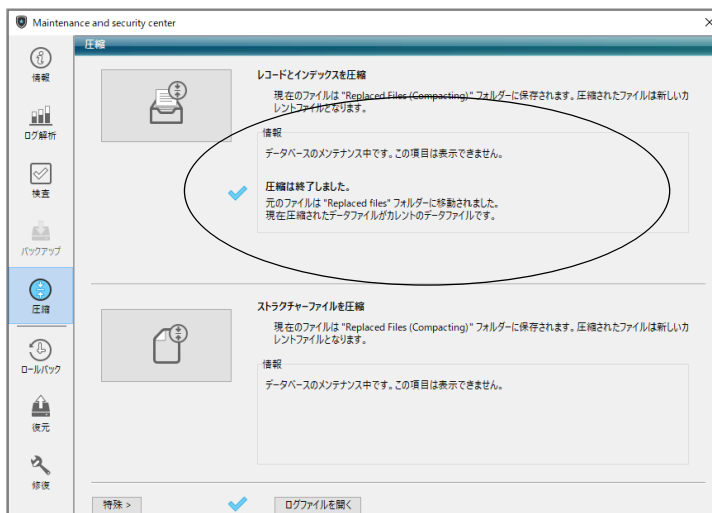 Maintenance and security center
圧縮
情報
ログ解析
検査
バックアップ
圧縮
ロールバック
復元
修復
レコードとインデックスを圧縮
現在のファイルは "Replaced Files (Compacting)" フォルダーに保存されます。圧縮されたファイルは新しいカ
レントファイルとなります。
情報
データベースのメンテナンス中です。この項目は表示できません。
圧縮は終了しました。
元のファイルは "Replaced files" フォルダーに移動されました。
現在圧縮されたデータファイルがカレントのデータファイルです。
ストラクチャーファイルを圧縮
現在のファイルは "Replaced Files (Compacting)" フォルダーに保存されます。圧縮されたファイルは新しいカ
レントファイルとなります。
情報
データベースのメンテナンス中です。この項目は表示できません。
特殊 >
ログファイルを開く